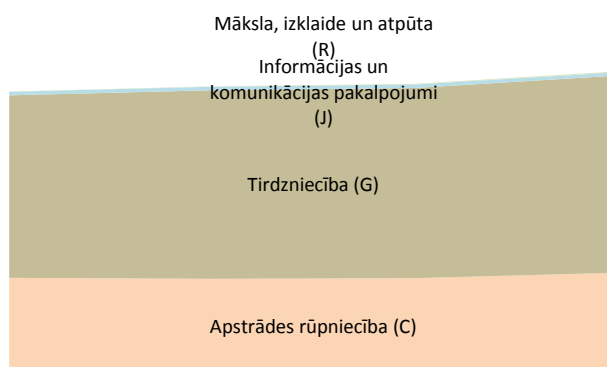 Māksla, izklaide un atpūta
(R)
Informācijas un
komunikācijas pakalpojumi
(J)
Tirdzniecība (G)
Apstrādes rūpniecība (C)